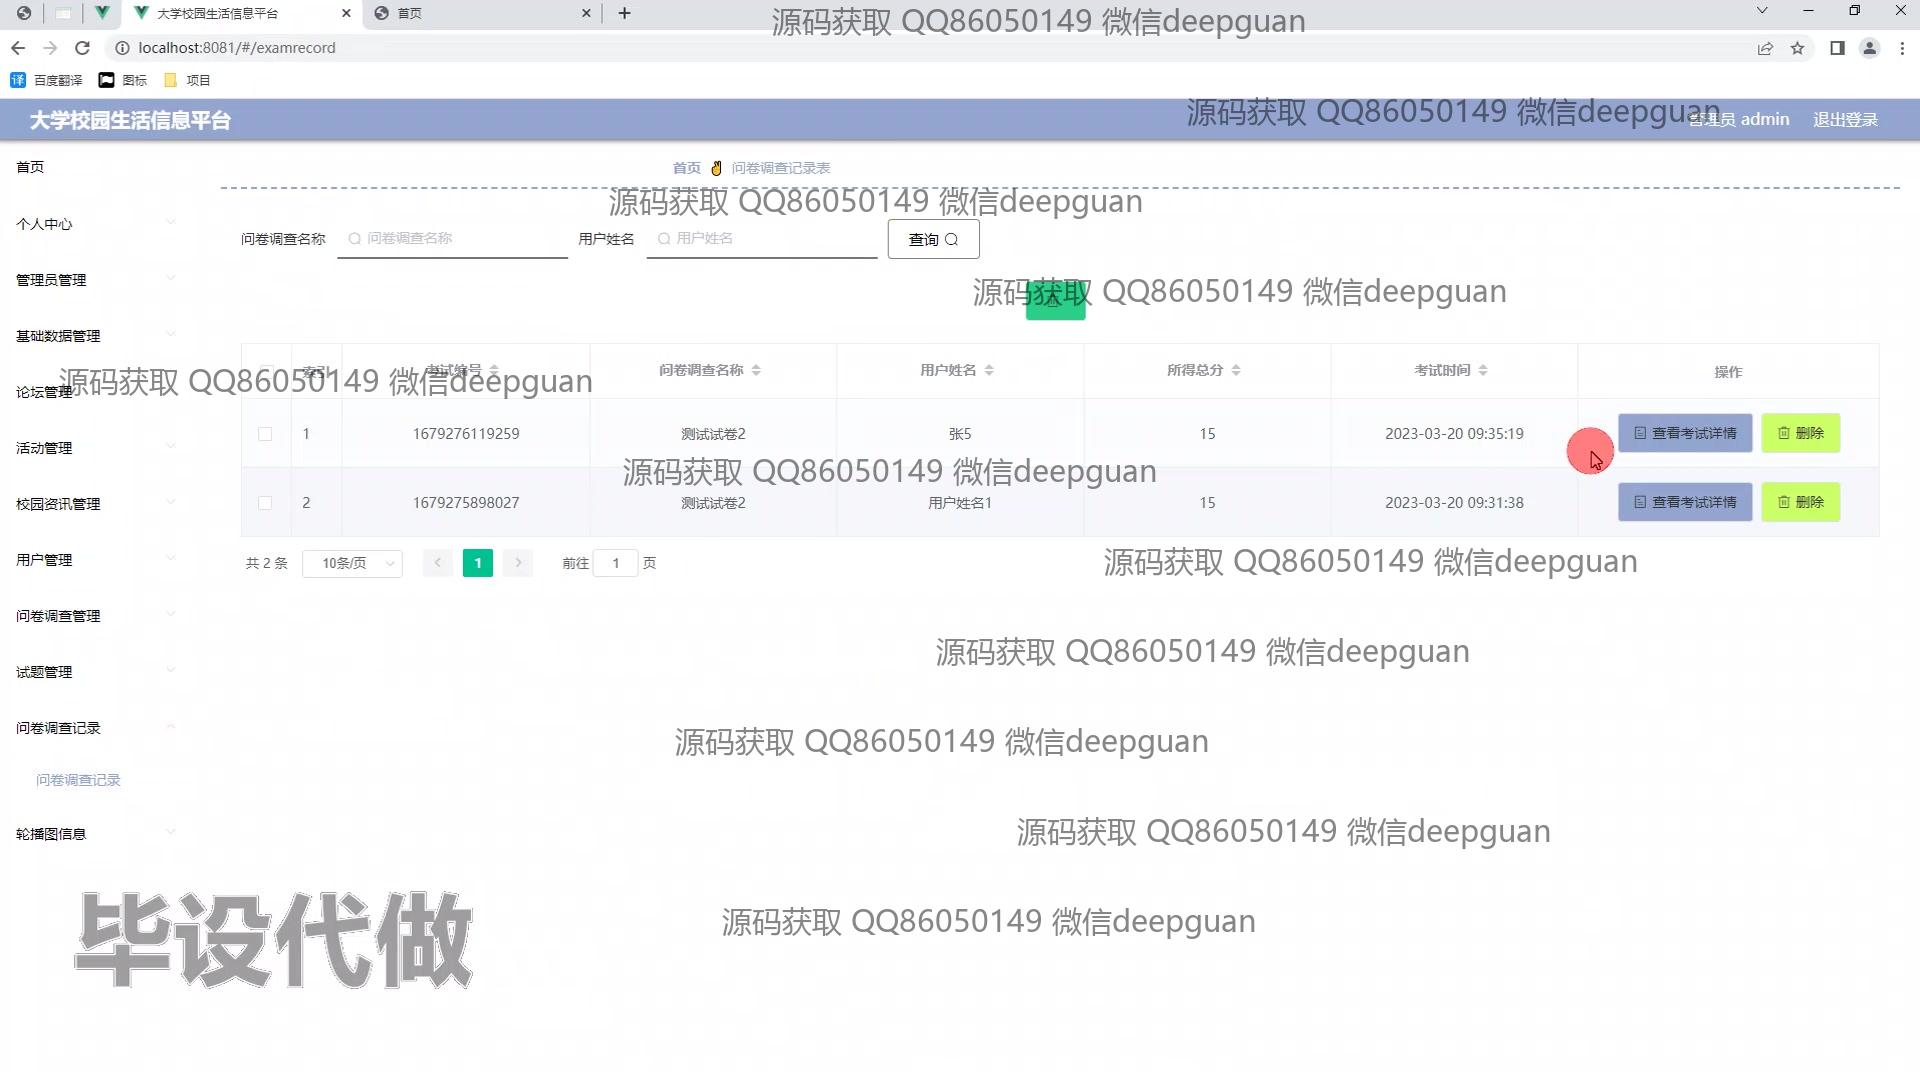 大学校园生活信息平台
首页
源码获取 QQ86050149 微信deepguan
localhost:8081/#/examrecord
译 百度翻译
图标
项目
大学校园生活信息平台
源码获取 QQ86050149 微信deepguan
管理员 admin
退出登录
首页
个人中心
管理员管理
基础数据管理
论坛管理
活动管理
校园资讯管理
用户管理
问卷调查管理
试题管理
问卷调查记录
问卷调查记录
轮播图信息
首页 ✌ 问卷调查记录表
源码获取 QQ86050149 微信deepguan
问卷调查名称 问卷调查名称 用户姓名 用户姓名 查询
源码获取 QQ86050149 微信deepguan
索引 考试编号 问卷调查名称 用户姓名 所得总分 考试时间 操作
源码获取 QQ86050149 微信deepguan
1 1679276119259 测试试卷2 张5 15 2023-03-20 09:35:19 查看考试详情 删除
源码获取 QQ86050149 微信deepguan
2 1679275898027 测试试卷2 用户姓名1 15 2023-03-20 09:31:38 查看考试详情 删除
共 2 条 10条/页 1 前往 1 页
源码获取 QQ86050149 微信deepguan
源码获取 QQ86050149 微信deepguan
源码获取 QQ86050149 微信deepguan
源码获取 QQ86050149 微信deepguan
源码获取 QQ86050149 微信deepguan
毕设代做